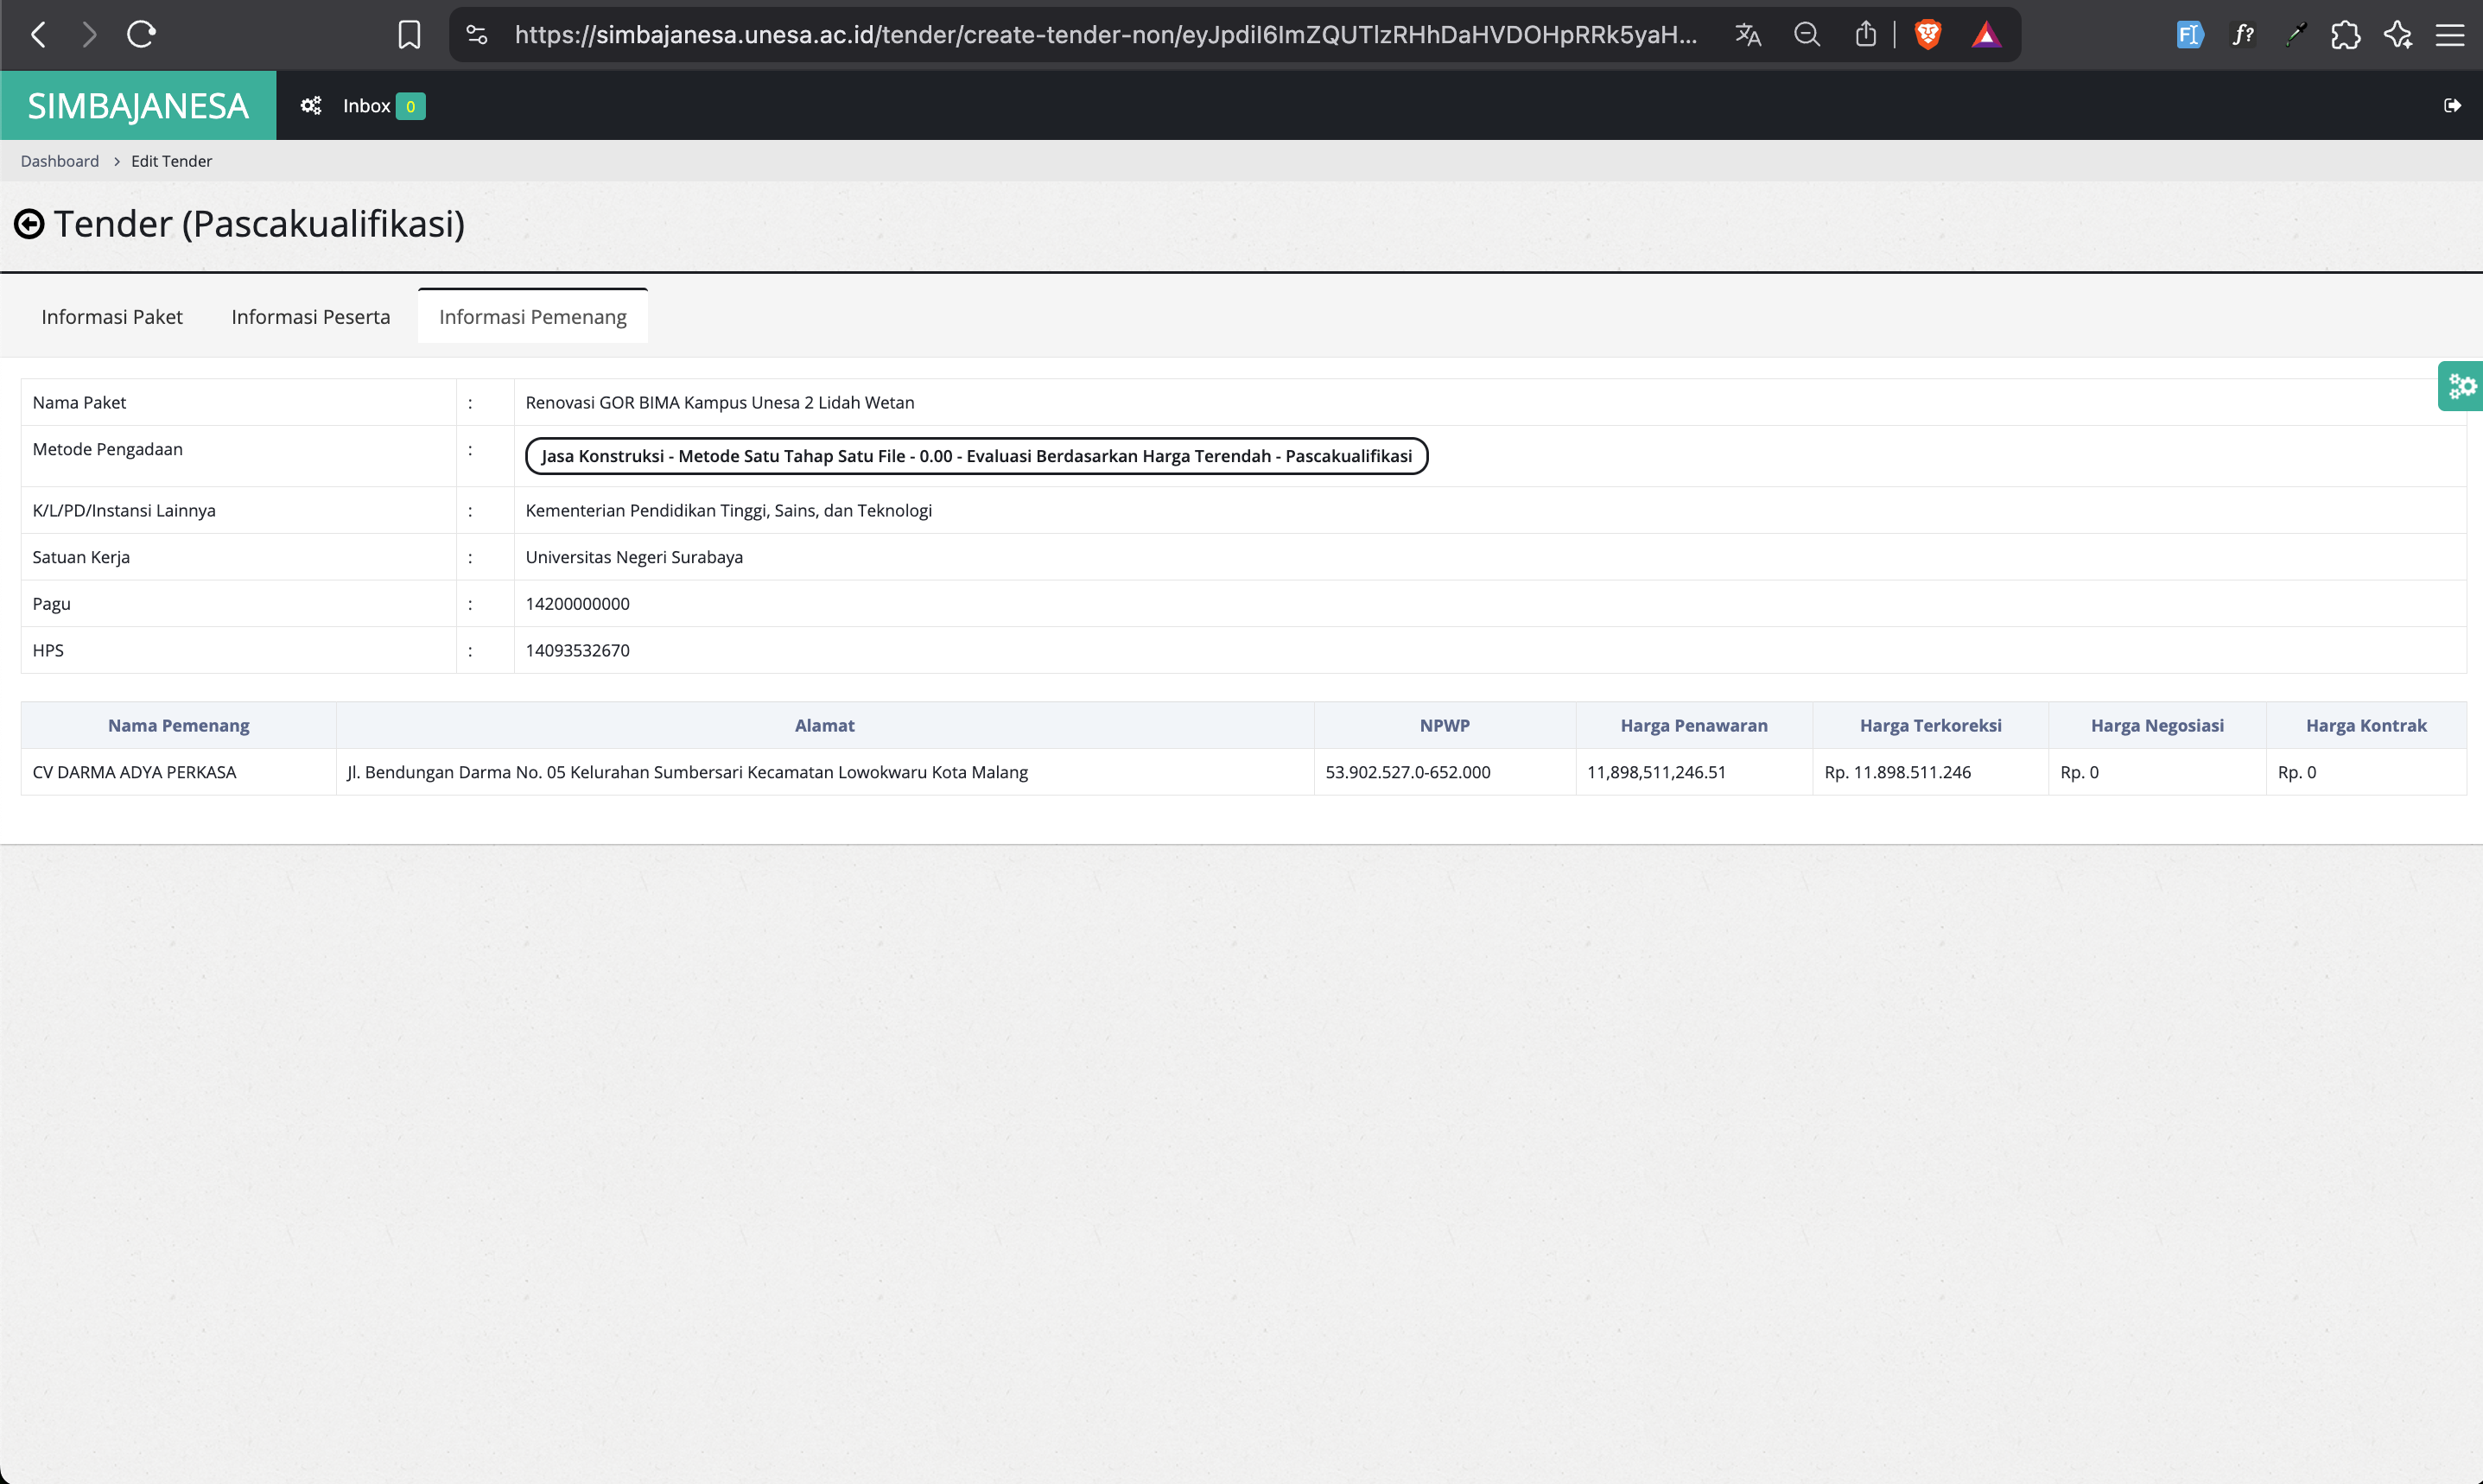 https://simbajanesa.unesa.ac.id/tender/create-tender-non/eyJpdiI6ImZQUTlzRHhDaHVDOHpRRk5yaH...
SIMBAJANESA
Inbox 0
Dashboard > Edit Tender
Tender (Pascakualifikasi)
Informasi Paket Informasi Peserta Informasi Pemenang
Nama Paket : Renovasi GOR BIMA Kampus Unesa 2 Lidah Wetan
Metode Pengadaan : Jasa Konstruksi - Metode Satu Tahap Satu File - 0.00 - Evaluasi Berdasarkan Harga Terendah - Pascakualifikasi
K/L/PD/Instansi Lainnya : Kementerian Pendidikan Tinggi, Sains, dan Teknologi
Satuan Kerja : Universitas Negeri Surabaya
Pagu : 14200000000
HPS : 14093532670
Nama Pemenang Alamat NPWP Harga Penawaran Harga Terkoreksi Harga Negosiasi Harga Kontrak
CV DARMA ADYA PERKASA Jl. Bendungan Darma No. 05 Kelurahan Sumbersari Kecamatan Lowokwaru Kota Malang 53.902.527.0-652.000 11,898,511,246.51 Rp. 11.898.511.246 Rp. 0 Rp. 0